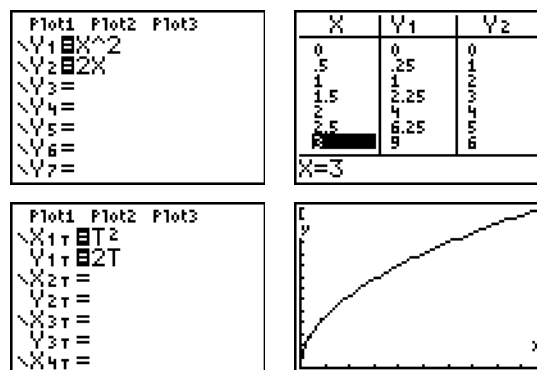 Plot1 Plot2 Plot3
\Y1=X^2
\Y2=2X
\Y3=
\Y4=
\Y5=
\Y6=
\Y7=
X Y1 Y2
0 0 0
.5 .25 1
1 1 2
1.5 2.25 3
2 4 4
2.5 6.25 5
3 9 6
X=3
Plot1 Plot2 Plot3
\X1T=T²
Y1T=2T
\X2T=
Y2T=
\X3T=
Y3T=
\X4T=
y
x